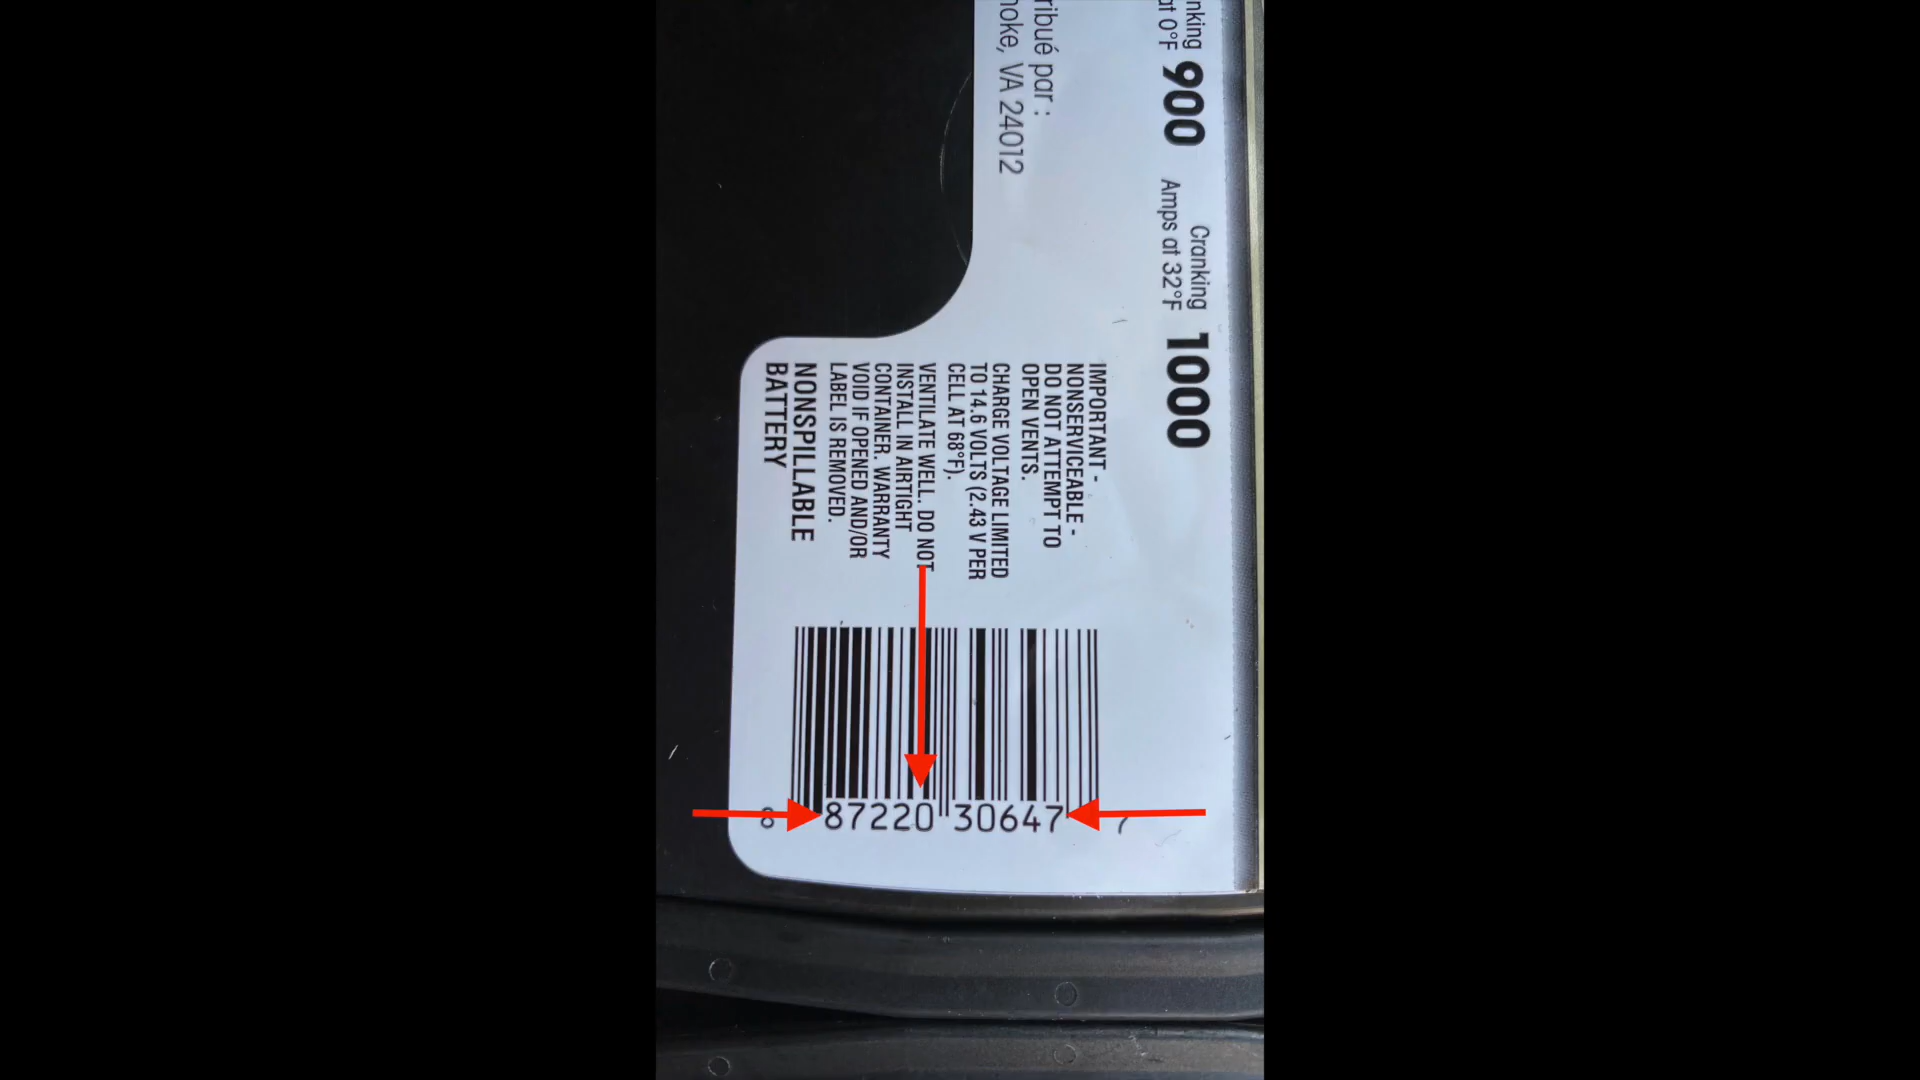 ribué par :
noke, VA 24012
nking
at 0°F
900
Cranking
Amps at 32°F
1000
IMPORTANT -
NONSERVICEABLE -
DO NOT ATTEMPT TO
OPEN VENTS.
CHARGE VOLTAGE LIMITED
TO 14.6 VOLTS (2.43 V PER
CELL AT 68°F).
VENTILATE WELL. DO NOT
INSTALL IN AIRTIGHT
CONTAINER. WARRANTY
VOID IF OPENED AND/OR
LABEL IS REMOVED.
NONSPILLABLE
BATTERY
8 87220 30647 7